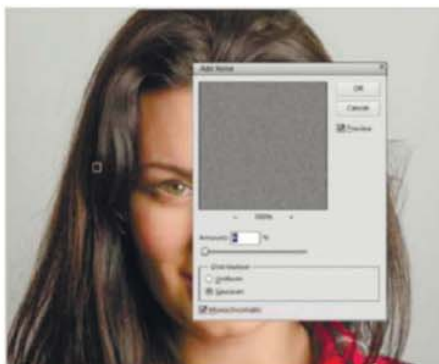 Add Noise
OK
Cancel
Preview
- 100% +
Amount: %
Distribution
Uniform
Gaussian
Monochromatic